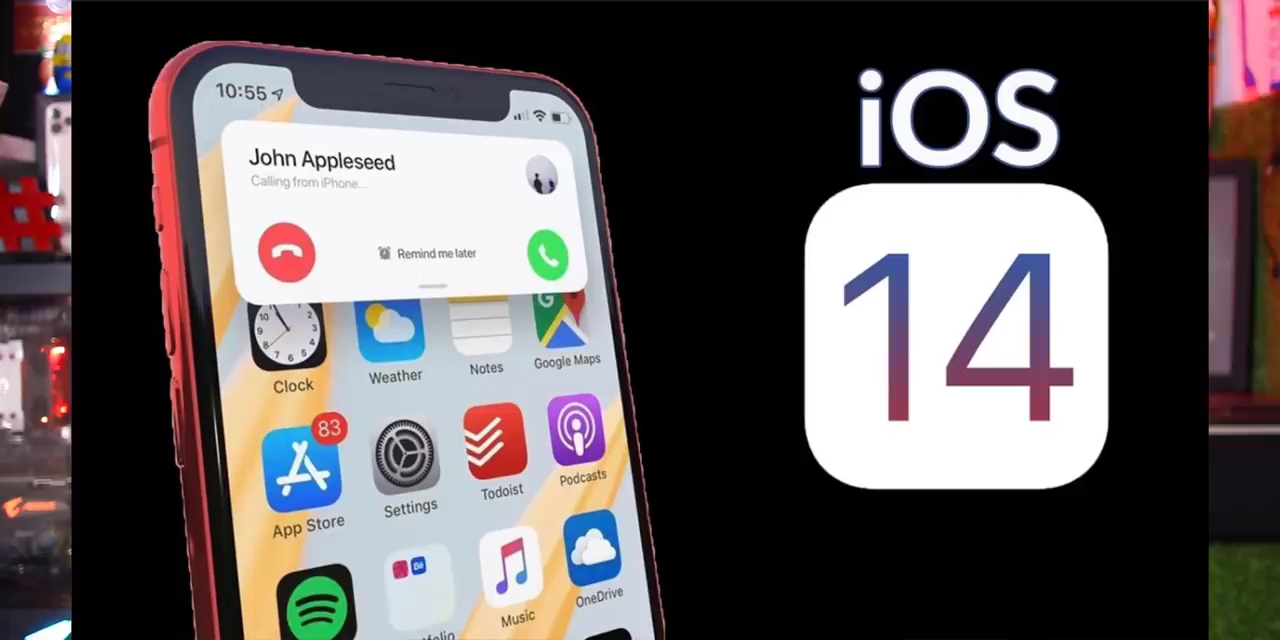 10:55
John Appleseed
Calling from iPhone...
Remind me later
Clock
Weather
Notes
Google Maps
83
App Store
Settings
Todoist
Podcasts
Bē
Music
OneDrive
iOS
14